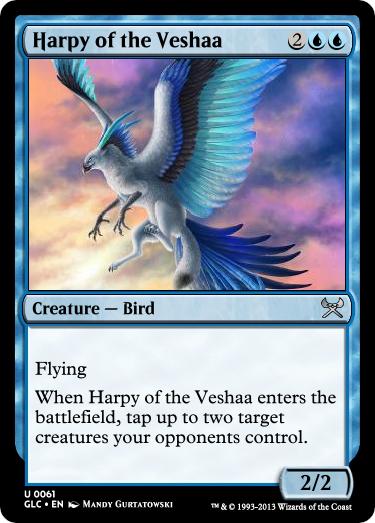 Harpy of the Veshaa 2
Creature — Bird
Flying
When Harpy of the Veshaa enters the
battlefield, tap up to two target
creatures your opponents control.
2/2
U 0061
GLC • EN MANDY GURTATOWSKI
™ & © 1993-2013 Wizards of the Coast